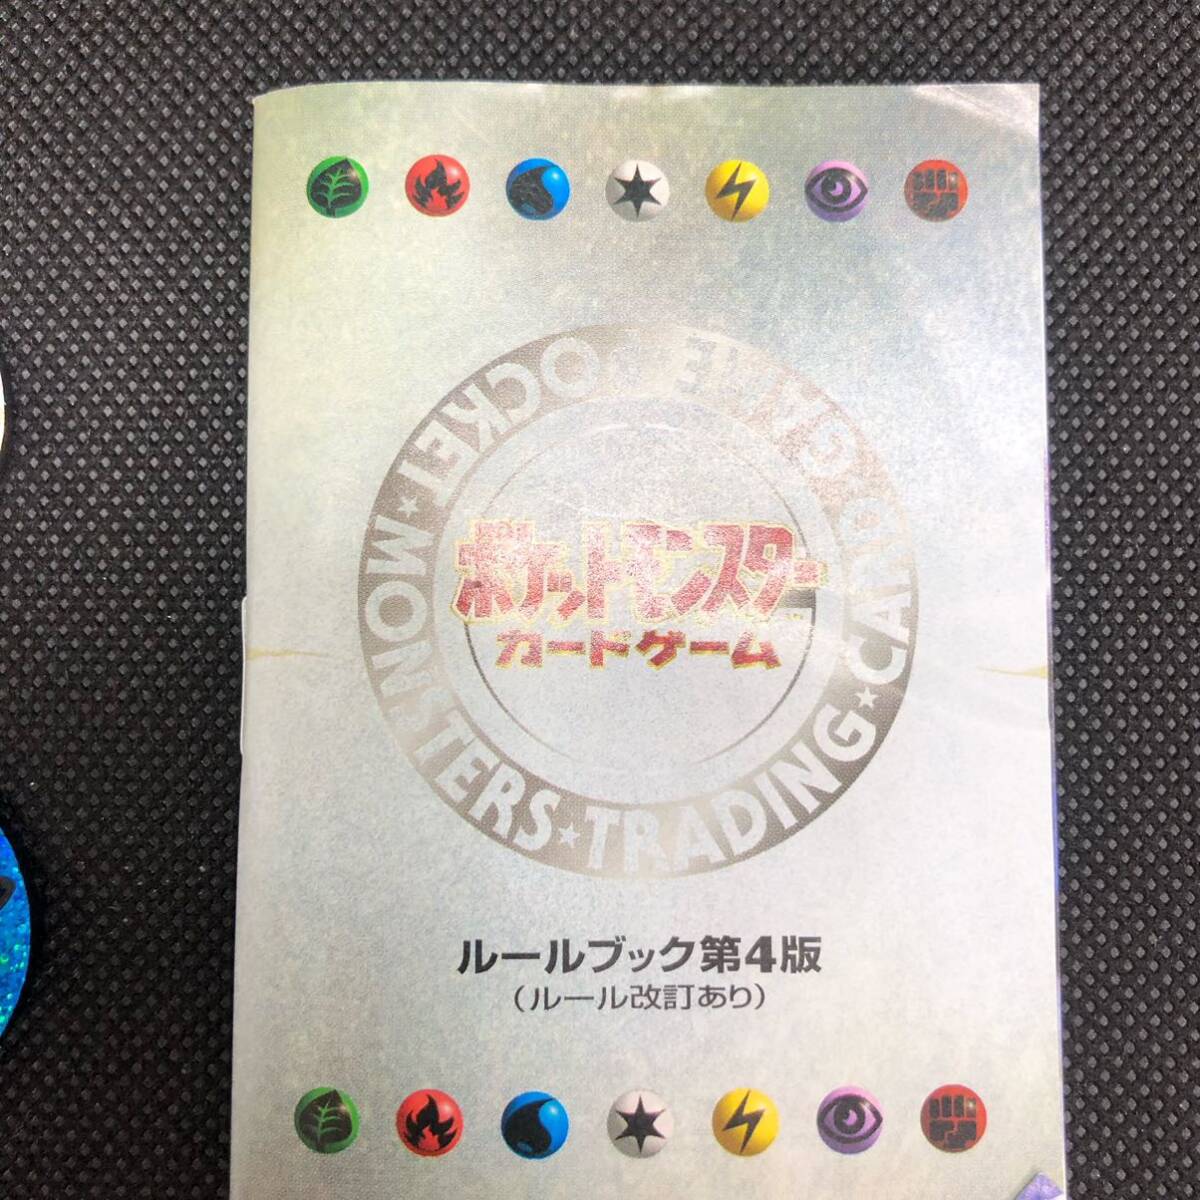 POCKET★MONSTERS★TRADING★CARD★GAME
ポケットモンスター
カードゲーム
ルールブック第4版
（ルール改訂あり）